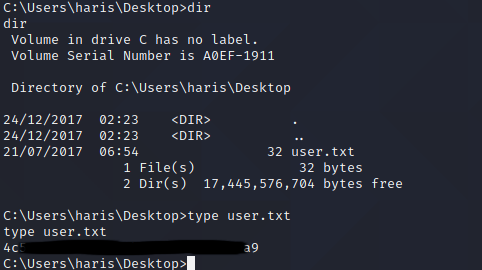 C:\Users\haris\Desktop>dir
dir
 Volume in drive C has no label.
 Volume Serial Number is A0EF-1911

 Directory of C:\Users\haris\Desktop

24/12/2017  02:23    <DIR>          .
24/12/2017  02:23    <DIR>          ..
21/07/2017  06:54                32 user.txt
               1 File(s)             32 bytes
               2 Dir(s)  17,445,576,704 bytes free

C:\Users\haris\Desktop>type user.txt
type user.txt
a9
C:\Users\haris\Desktop>